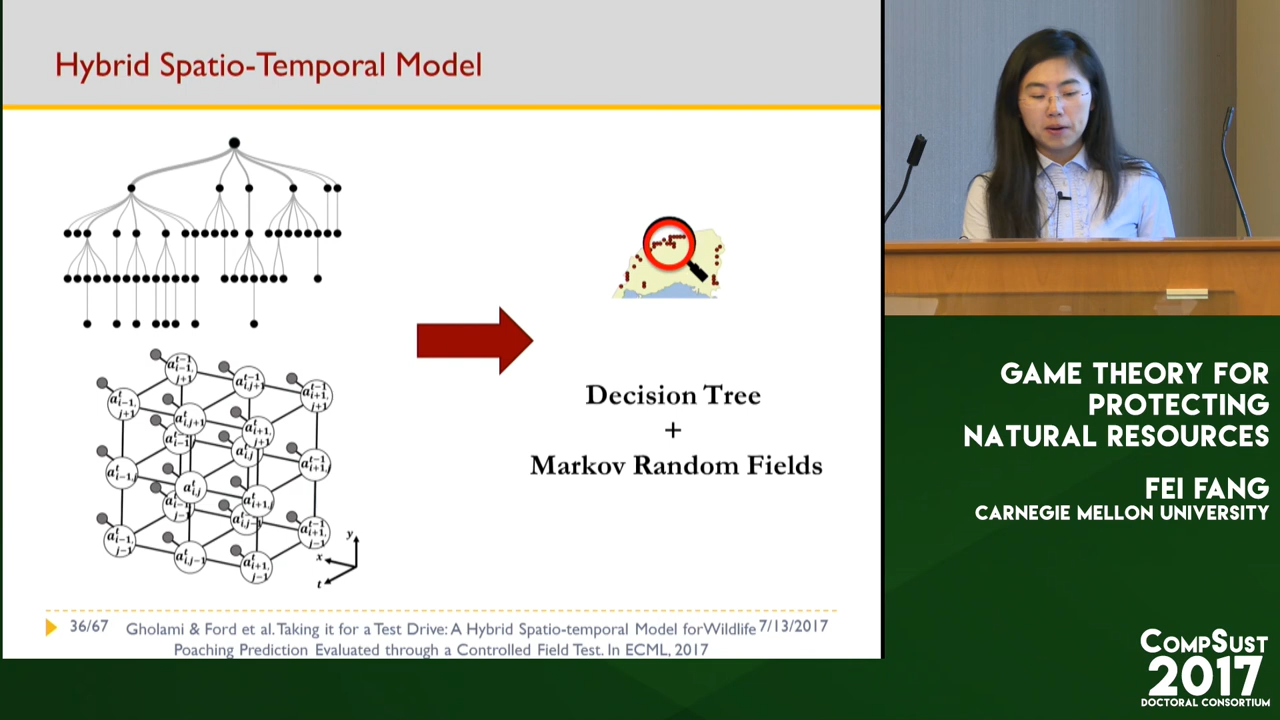 Hybrid Spatio-Temporal Model
Decision Tree
+
Markov Random Fields
y
x
t
36/67
Gholami & Ford et al. Taking it for a Test Drive: A Hybrid Spatio-temporal Model for Wildlife
Poaching Prediction Evaluated through a Controlled Field Test. In ECML, 2017
7/13/2017
GAME THEORY FOR
PROTECTING
NATURAL RESOURCES
FEI FANG
CARNEGIE MELLON UNIVERSITY
COMPSUST
2017
DOCTORAL CONSORTIUM